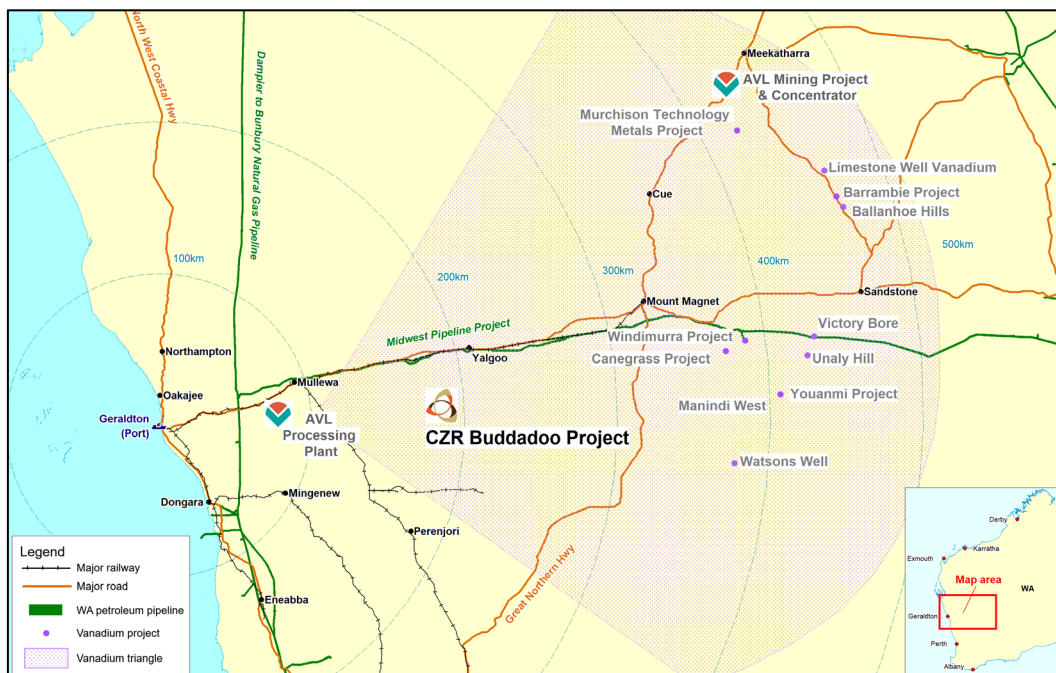 North West Coastal Hwy
Dampier to Bunbury Natural Gas Pipeline
Meekatharra
AVL Mining Project
& Concentrator
Murchison Technology
Metals Project
Limestone Well Vanadium
Barrambie Project
Ballanhoe Hills
Cue
100km
200km
300km
400km
500km
Mount Magnet
Sandstone
Midwest Pipeline Project
Yalgoo
Windimurra Project
Canegrass Project
Victory Bore
Unaly Hill
Youanmi Project
Manindi West
Watsons Well
Northampton
Oakajee
Mullewa
Geraldton
(Port)
AVL
Processing
Plant
CZR Buddadoo Project
Dongara
Mingenew
Perenjori
Great Northern Hwy
Eneabba
Legend
Major railway
Major road
WA petroleum pipeline
Vanadium project
Vanadium triangle
Derby
Karratha
Exmouth
Map area
WA
Geraldton
Perth
Albany